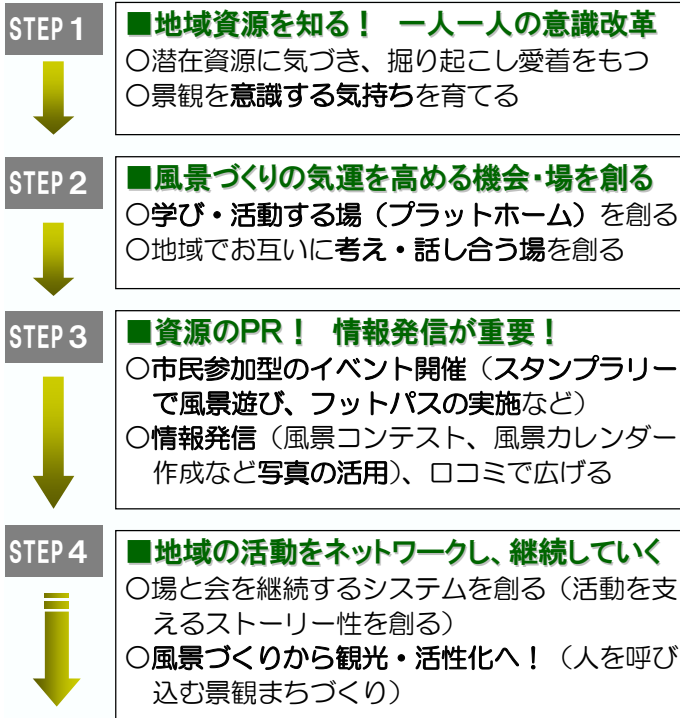 STEP 1
■地域資源を知る！　一人一人の意識改革
○潜在資源に気づき、掘り起こし愛着をもつ
○景観を意識する気持ちを育てる
STEP 2
■風景づくりの気運を高める機会・場を創る
○学び・活動する場（プラットホーム）を創る
○地域でお互いに考え・話し合う場を創る
STEP 3
■資源のPR！　情報発信が重要！
○市民参加型のイベント開催（スタンプラリー
で風景遊び、フットパスの実施など）
○情報発信（風景コンテスト、風景カレンダー
作成など写真の活用）、口コミで広げる
STEP 4
■地域の活動をネットワークし、継続していく
○場と会を継続するシステムを創る（活動を支
えるストーリー性を創る）
○風景づくりから観光・活性化へ！（人を呼び
込む景観まちづくり）